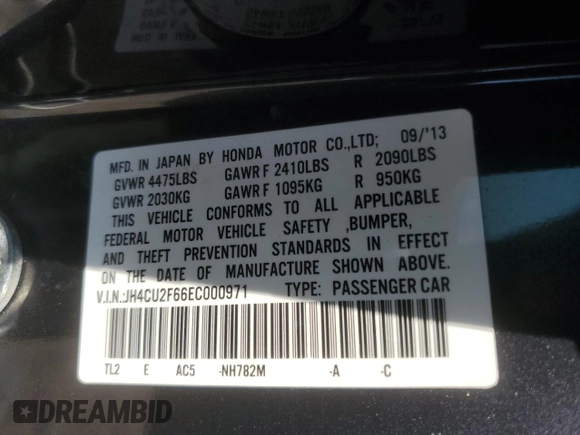 MFD. IN JAPAN BY HONDA MOTOR CO.,LTD; 09/'13
GVWR 4475LBS GAWR F 2410LBS R 2090LBS
GVWR 2030KG GAWR F 1095KG R 950KG
THIS VEHICLE CONFORMS TO ALL APPLICABLE
FEDERAL MOTOR VEHICLE SAFETY ,BUMPER,
AND THEFT PREVENTION STANDARDS IN EFFECT
ON THE DATE OF MANUFACTURE SHOWN ABOVE.
V.I.N.:JH4CU2F66EC000971 TYPE: PASSENGER CAR
TL2 E AC5 -NH782M -A -C
DREAMBID